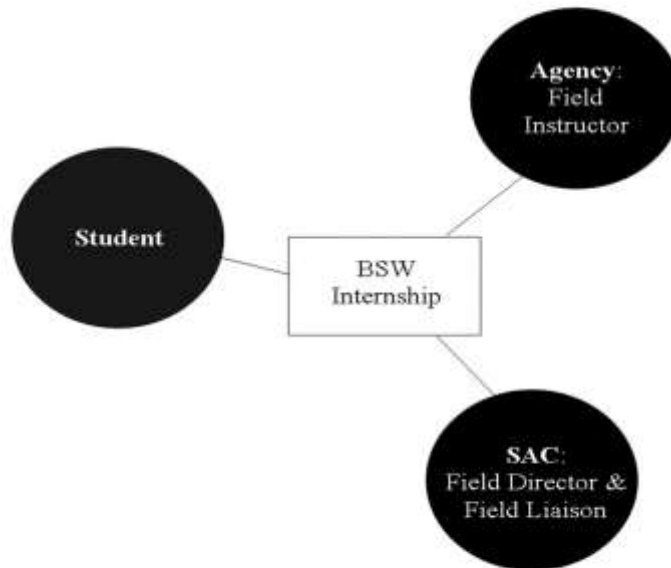 Agency:
Field
Instructor
Student
BSW
Internship
SAC:
Field Director &
Field Liaison